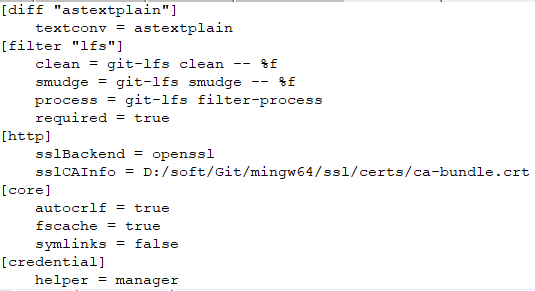 [diff "astextplain"]
    textconv = astextplain
[filter "lfs"]
    clean = git-lfs clean -- %f
    smudge = git-lfs smudge -- %f
    process = git-lfs filter-process
    required = true
[http]
    sslBackend = openssl
    sslCAInfo = D:/soft/Git/mingw64/ssl/certs/ca-bundle.crt
[core]
    autocrlf = true
    fscache = true
    symlinks = false
[credential]
    helper = manager